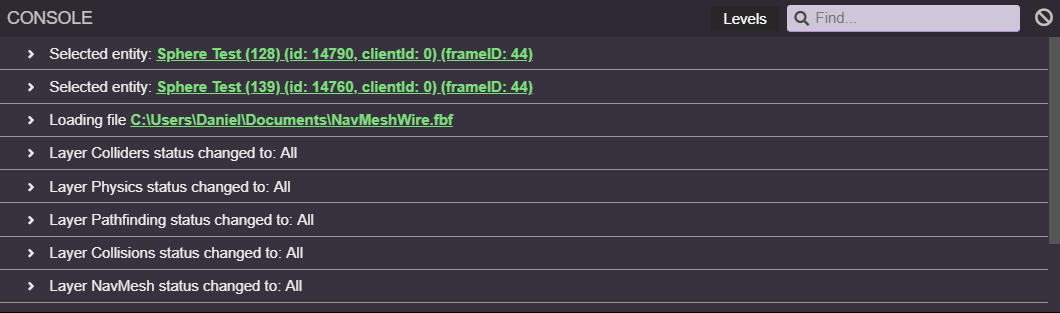 CONSOLE
Levels
Find...
Selected entity: Sphere Test (128) (id: 14790, clientId: 0) (frameID: 44)
Selected entity: Sphere Test (139) (id: 14760, clientId: 0) (frameID: 44)
Loading file C:\Users\Daniel\Documents\NavMeshWire.fbf
Layer Colliders status changed to: All
Layer Physics status changed to: All
Layer Pathfinding status changed to: All
Layer Collisions status changed to: All
Layer NavMesh status changed to: All